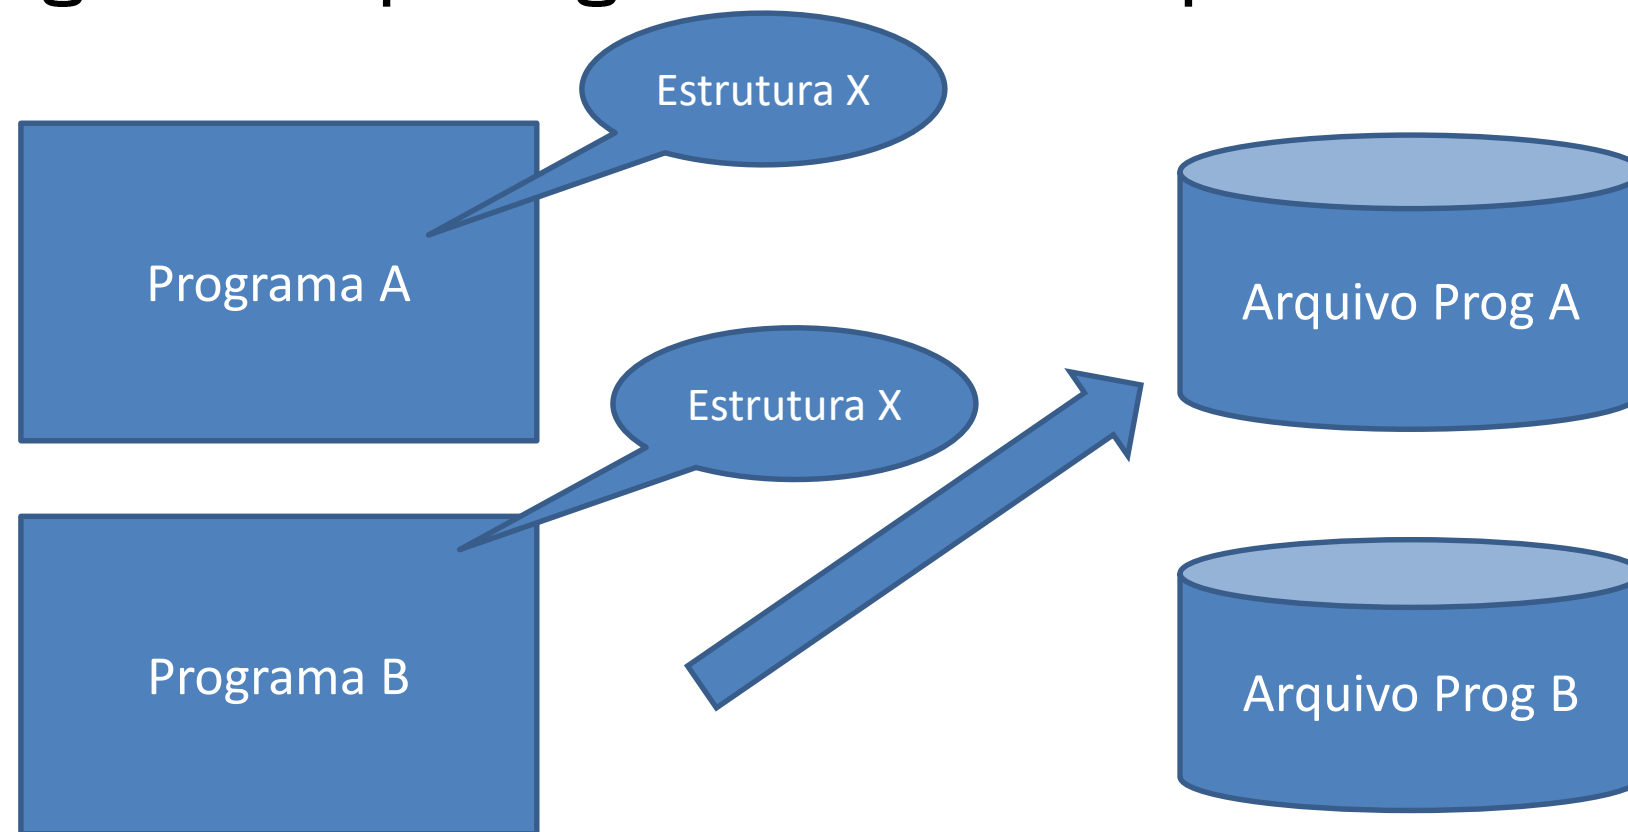 Estrutura X
Programa A
Arquivo Prog A
Estrutura X
Programa B
Arquivo Prog B